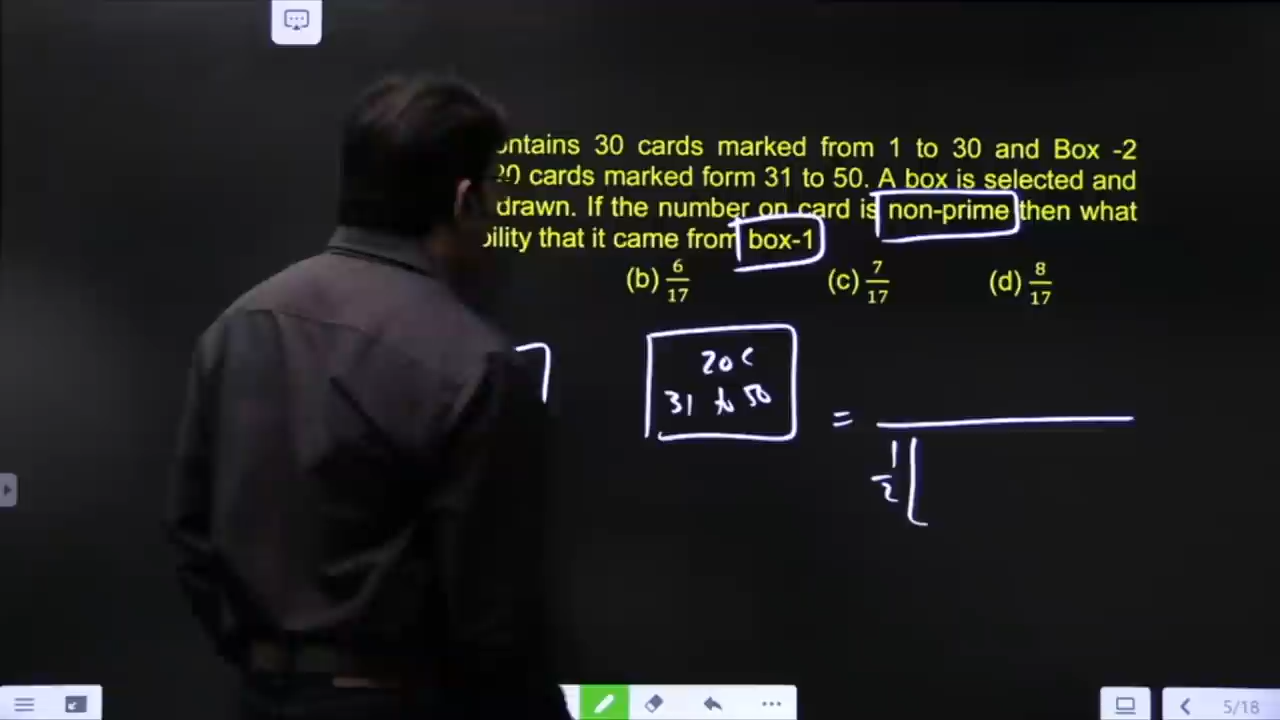 30 cards marked from 1 to 30 and Box -2
cards marked form 31 to 50. A box is selected and
drawn. If the number on card is non-prime then what
that it came from box-1
(b) 6/17 (c) 7/17 (d) 8/17
20c
31 to 50
=
1/2
5/18